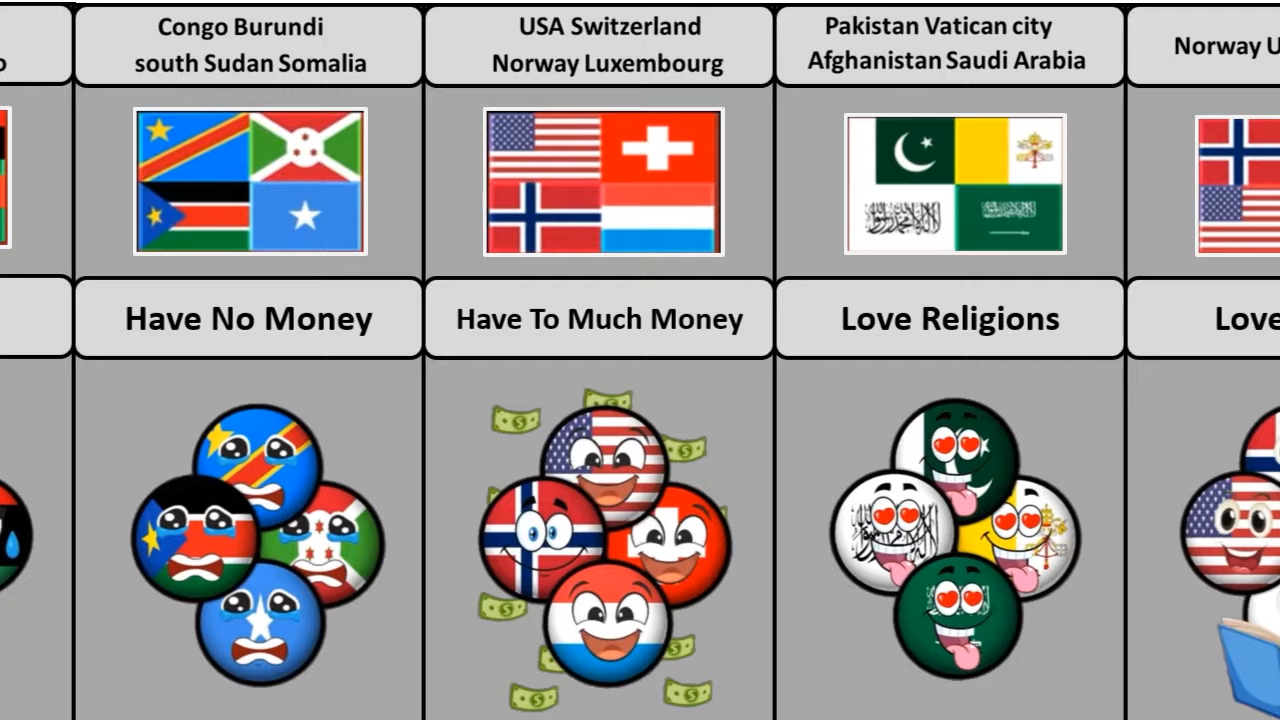 Congo Burundi
south Sudan Somalia
USA Switzerland
Norway Luxembourg
Pakistan Vatican city
Afghanistan Saudi Arabia
Norway
Have No Money
Have To Much Money
Love Religions
Love